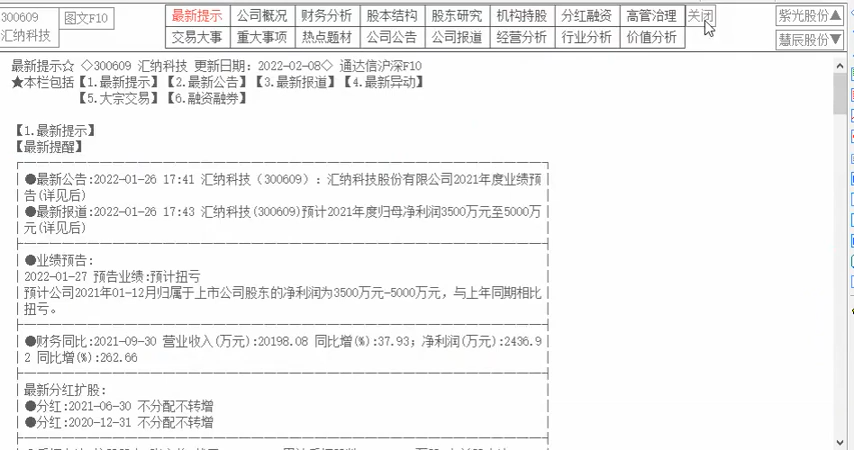 300609
汇纳科技
图文F10
最新提示 公司概况 财务分析 股本结构 股东研究 机构持股 分红融资 高管治理 关闭
交易大事 重大事项 热点题材 公司公告 公司报道 经营分析 行业分析 价值分析
紫光股份▲
慧辰股份▼
最新提示☆ ◇300609 汇纳科技 更新日期：2022-02-08◇ 通达信沪深F10
★本栏包括【1.最新提示】【2.最新公告】【3.最新报道】【4.最新异动】
【5.大宗交易】【6.融资融券】
【1.最新提示】
【最新提醒】
●最新公告:2022-01-26 17:41 汇纳科技（300609）：汇纳科技股份有限公司2021年度业绩预
告(详见后)
●最新报道:2022-01-26 17:43 汇纳科技(300609)预计2021年度归母净利润3500万元至5000万
元(详见后)
●业绩预告:
2022-01-27 预告业绩:预计扭亏
预计公司2021年01-12月归属于上市公司股东的净利润为3500万元-5000万元，与上年同期相比
扭亏。
●财务同比:2021-09-30 营业收入(万元):20198.08 同比增(%):37.93；净利润(万元):2436.9
2 同比增(%):262.66
最新分红扩股:
●分红:2021-06-30 不分配不转增
●分红:2020-12-31 不分配不转增